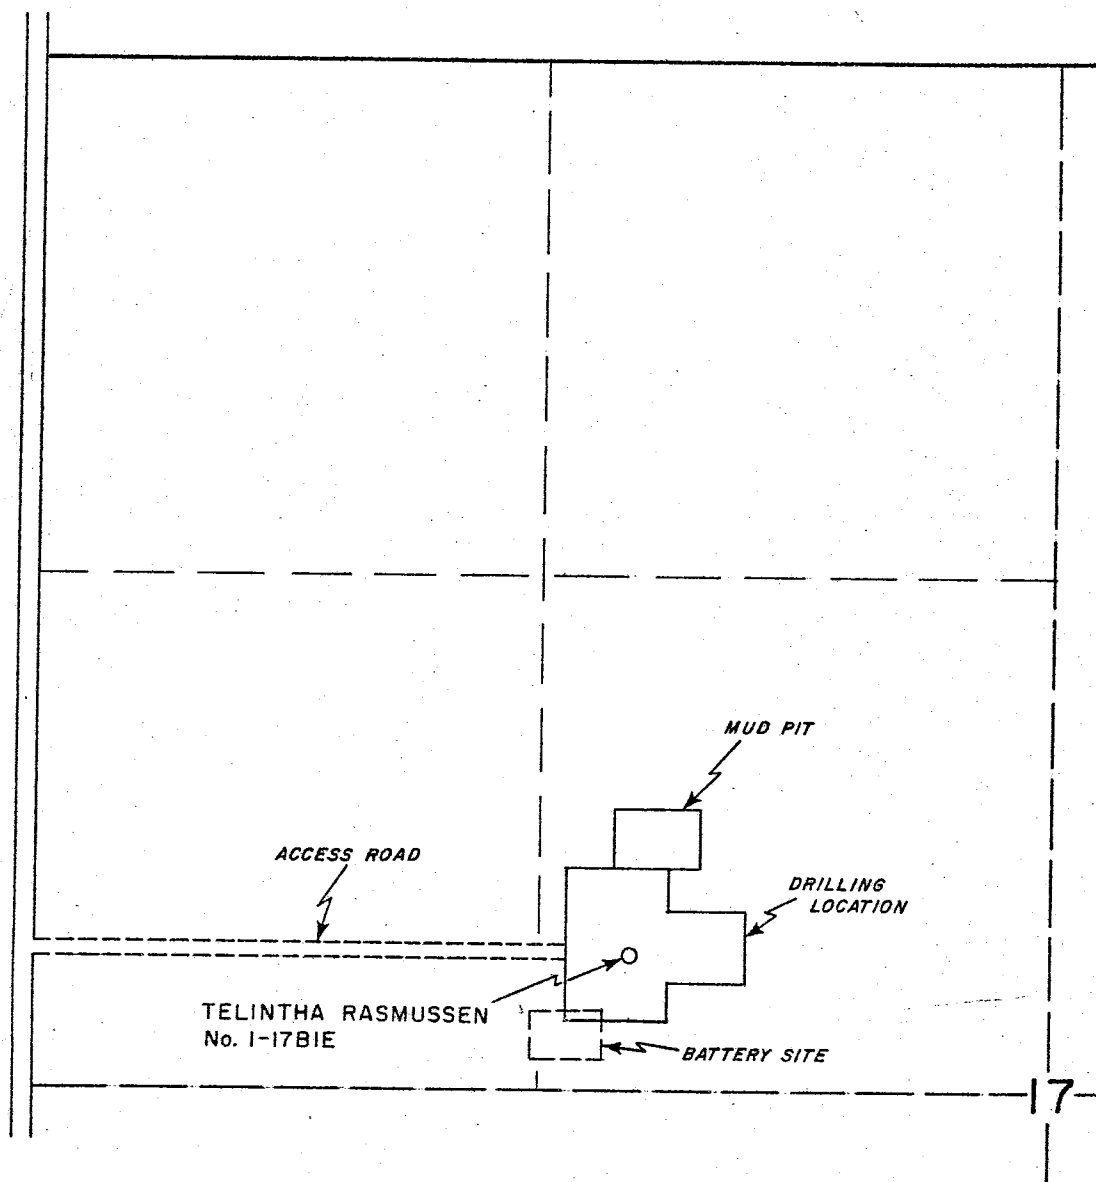 MUD PIT
ACCESS ROAD
DRILLING
LOCATION
TELINTHA RASMUSSEN
No. 1-17B1E
BATTERY SITE
17